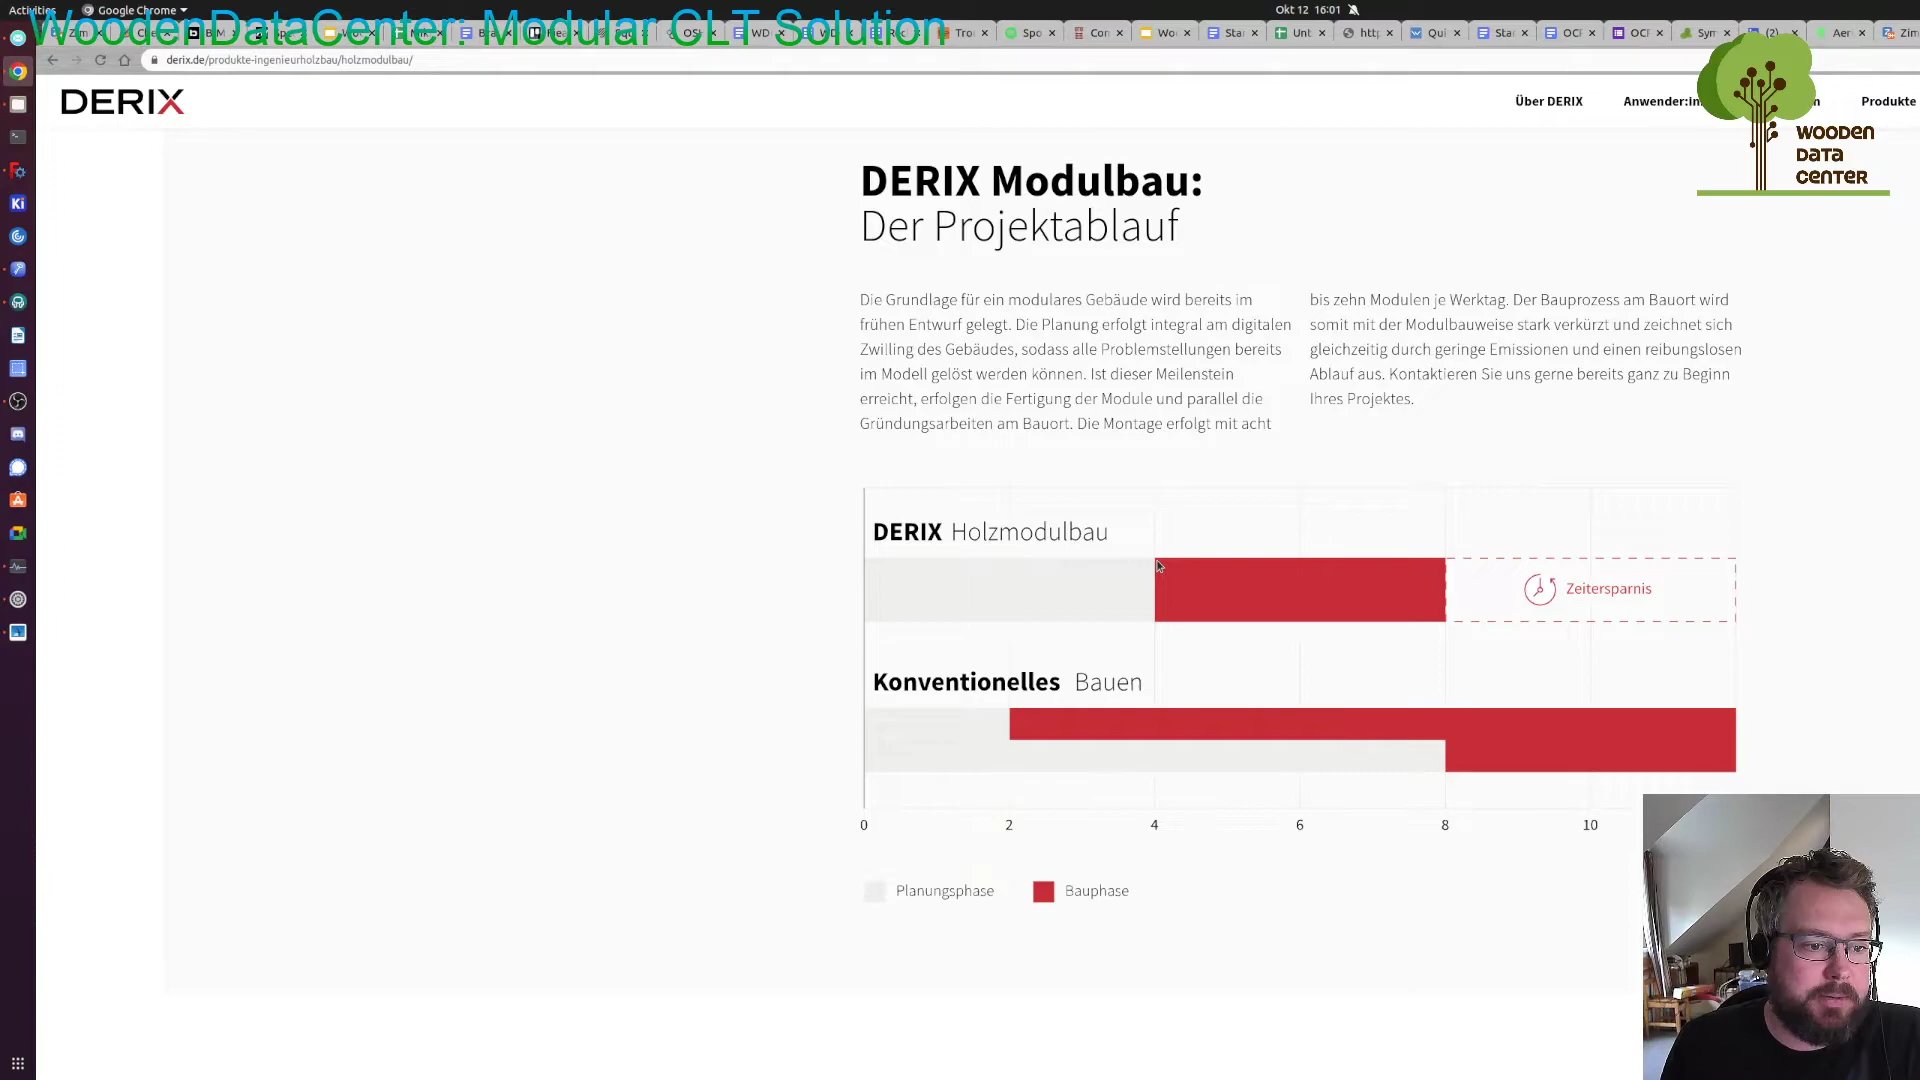 Activities
Google Chrome
Okt 12 16:01
WoodenDataCenter: Modular CLT Solution
derix.de/produkte-ingenieurholzbau/holzmodulbau/
DERIX
Über DERIX
Produkte
WOODEN
DATA
CENTER
DERIX Modulbau:
Der Projektablauf
Die Grundlage für ein modulares Gebäude wird bereits im
frühen Entwurf gelegt. Die Planung erfolgt integral am digitalen
Zwilling des Gebäudes, sodass alle Problemstellungen bereits
im Modell gelöst werden können. Ist dieser Meilenstein
erreicht, erfolgen die Fertigung der Module und parallel die
Gründungsarbeiten am Bauort. Die Montage erfolgt mit acht
bis zehn Modulen je Werktag. Der Bauprozess am Bauort wird
somit mit der Modulbauweise stark verkürzt und zeichnet sich
gleichzeitig durch geringe Emissionen und einen reibungslosen
Ablauf aus. Kontaktieren Sie uns gerne bereits ganz zu Beginn
Ihres Projektes.
DERIX Holzmodulbau
Zeitersparnis
Konventionelles Bauen
0 2 4 6 8 10
Planungsphase Bauphase